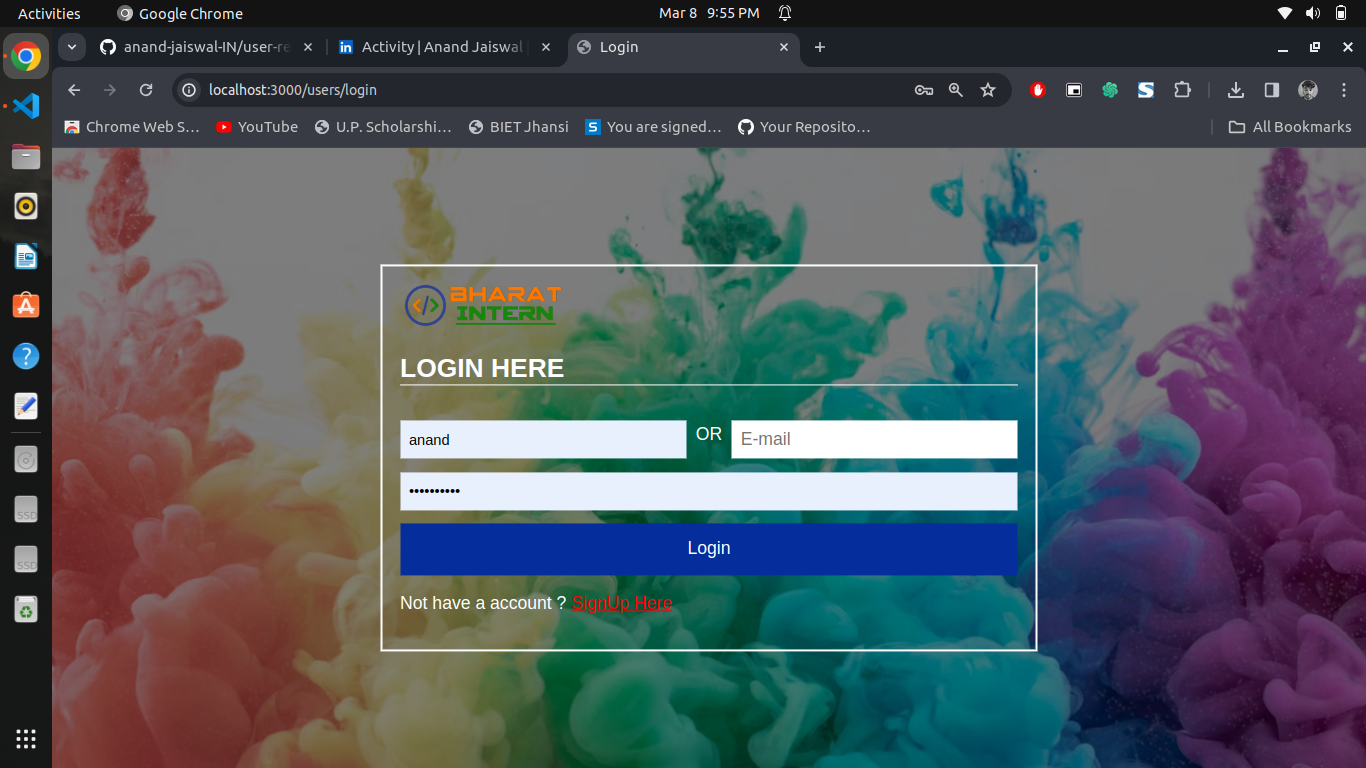 Activities Google Chrome Mar 8 9:55 PM
anand-jaiswal-IN/user-re Activity | Anand Jaiswal Login
localhost:3000/users/login
Chrome Web S… YouTube U.P. Scholarshi… BIET Jhansi S You are signed… Your Reposito… All Bookmarks
BHARAT
INTERN
LOGIN HERE
anand OR E-mail
••••••••••
Login
Not have a account ? SignUp Here
SSD
SSD